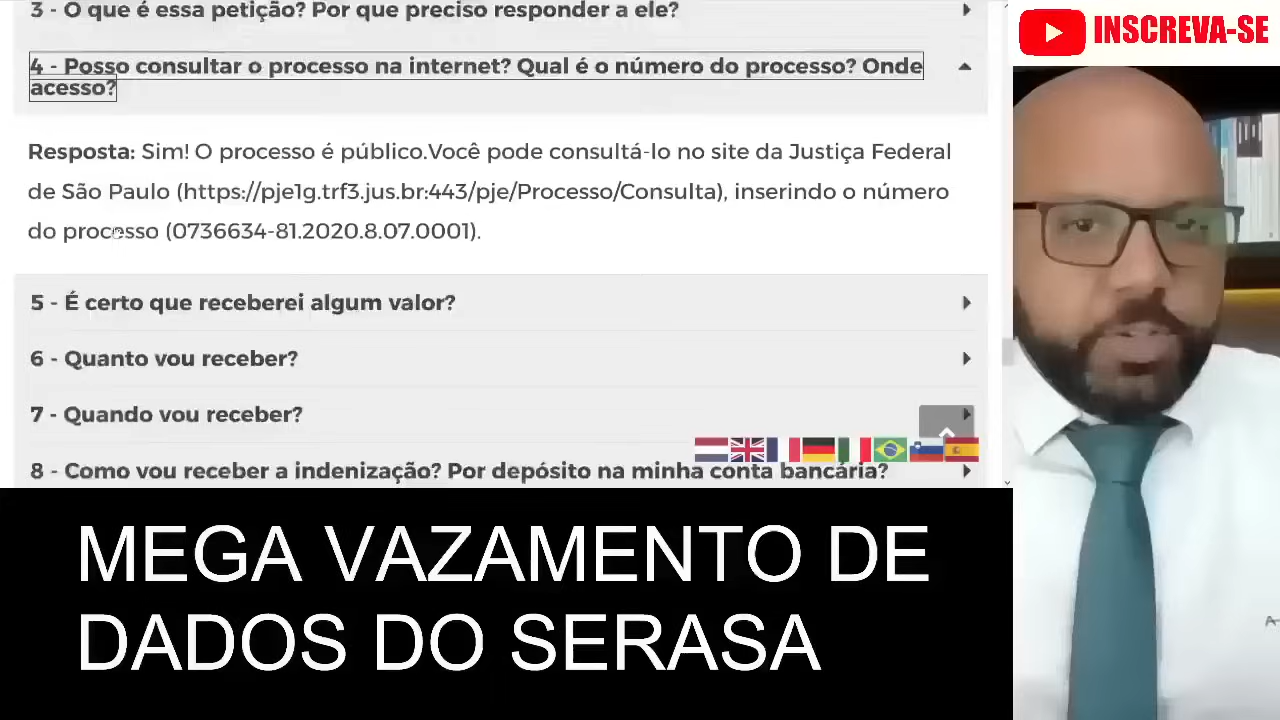 3 - O que é essa petição? Por que preciso responder a ele?
4 - Posso consultar o processo na internet? Qual é o número do processo? Onde
acesso?
Resposta: Sim! O processo é público.Você pode consultá-lo no site da Justiça Federal
de São Paulo (https://pje1g.trf3.jus.br:443/pje/Processo/Consulta), inserindo o número
do processo (0736634-81.2020.8.07.0001).
5 - É certo que receberei algum valor?
6 - Quanto vou receber?
7 - Quando vou receber?
8 - Como vou receber a indenização? Por depósito na minha conta bancária?
INSCREVA-SE
MEGA VAZAMENTO DE
DADOS DO SERASA